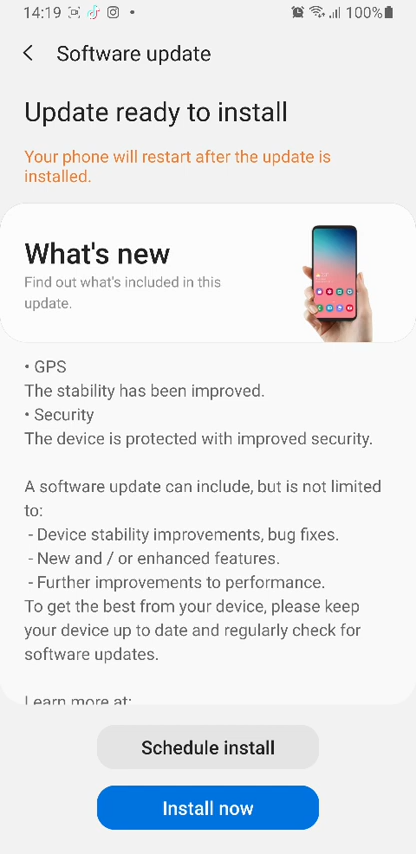 14:19 100%
Software update
Update ready to install
Your phone will restart after the update is
installed.
What's new
Find out what's included in this
update.
• GPS
The stability has been improved.
• Security
The device is protected with improved security.
A software update can include, but is not limited
to:
- Device stability improvements, bug fixes.
- New and / or enhanced features.
- Further improvements to performance.
To get the best from your device, please keep
your device up to date and regularly check for
software updates.
Learn more at:
Schedule install
Install now